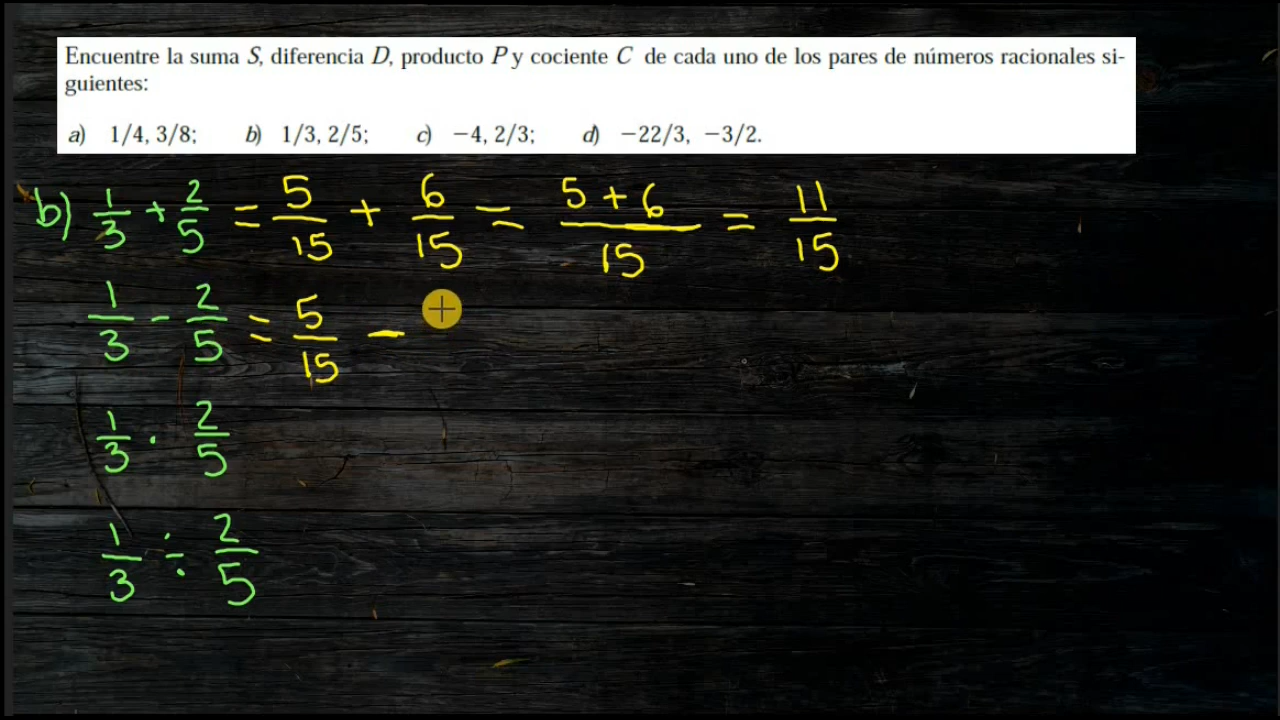 Encuentre la suma S, diferencia D, producto P y cociente C de cada uno de los pares de números racionales si-
guientes:
a) 1/4, 3/8; b) 1/3, 2/5; c) −4, 2/3; d) −22/3, −3/2.
b) 1/3 + 2/5 = 5/15 + 6/15 = (5 + 6)/15 = 11/15
1/3 - 2/5 = 5/15 -
1/3 · 2/5
1/3 ÷ 2/5